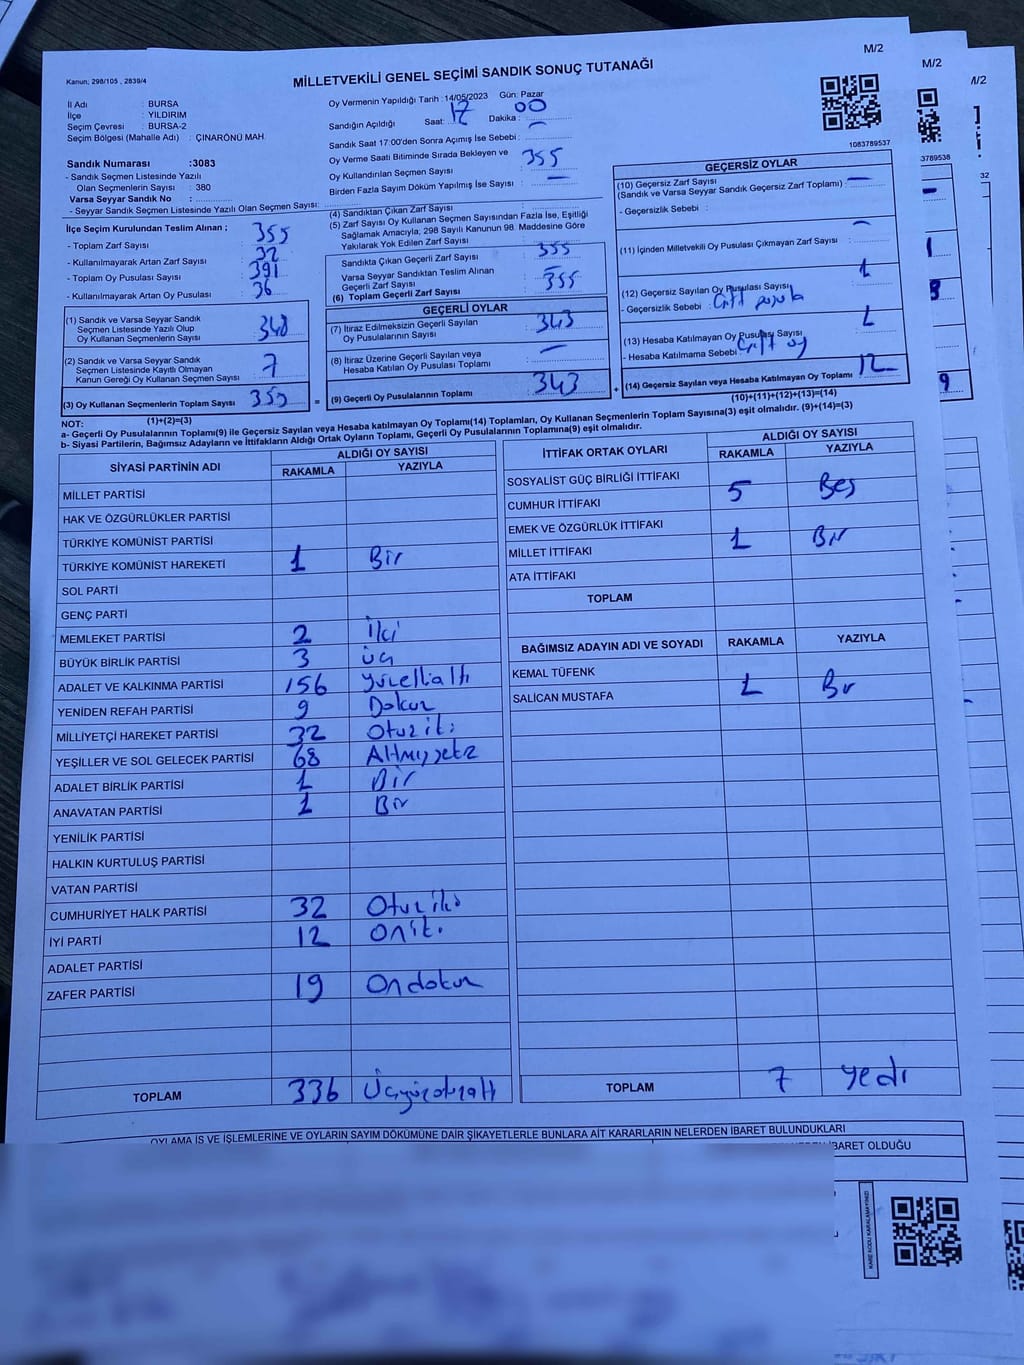 M/2
Kanun; 298/105 , 2839/4
MİLLETVEKİLİ GENEL SEÇİMİ SANDIK SONUÇ TUTANAĞI
İl Adı : BURSA
İlçe : YILDIRIM
Seçim Çevresi : BURSA-2
Seçim Bölgesi (Mahalle Adı) : ÇINARÖNÜ MAH
Sandık Numarası :3083
- Sandık Seçmen Listesinde Yazılı
Olan Seçmenlerin Sayısı : 380
Varsa Seyyar Sandık No :
- Seyyar Sandık Seçmen Listesinde Yazılı Olan Seçmen Sayısı:
Oy Vermenin Yapıldığı Tarih : 14/05/2023 Gün: Pazar
Sandığın Açıldığı Saat: 17 Dakika : 00
Sandık Saat 17:00'den Sonra Açımış İse Sebebi : —
Oy Verme Saati Bitiminde Sırada Bekleyen ve
Oy Kullandırılan Seçmen Sayısı : 355
Birden Fazla Sayım Döküm Yapılmış İse Sayısı : —
1083789537
İlçe Seçim Kurulundan Teslim Alınan ;
- Toplam Zarf Sayısı : 355
- Kullanılmayarak Artan Zarf Sayısı : 32
- Toplam Oy Pusulası Sayısı : 391
- Kullanılmayarak Artan Oy Pusulası : 36
(1) Sandık ve Varsa Seyyar Sandık
Seçmen Listesinde Yazılı Olup
Oy Kullanan Seçmenlerin Sayısı : 348
(2) Sandık ve Varsa Seyyar Sandık
Seçmen Listesinde Kayıtlı Olmayan
Kanun Gereği Oy Kullanan Seçmen Sayısı : 7
(3) Oy Kullanan Seçmenlerin Toplam Sayısı : 355
(1)+(2)=(3)
(4) Sandıktan Çıkan Zarf Sayısı :
(5) Zarf Sayısı Oy Kullanan Seçmen Sayısından Fazla İse, Eşitliği
Sağlamak Amacıyla, 298 Sayılı Kanunun 98. Maddesine Göre
Yakılarak Yok Edilen Zarf Sayısı :
Sandıkta Çıkan Geçerli Zarf Sayısı : 355
Varsa Seyyar Sandıktan Teslim Alınan
Geçerli Zarf Sayısı :
(6) Toplam Geçerli Zarf Sayısı : 355
GEÇERLİ OYLAR
(7) İtiraz Edilmeksizin Geçerli Sayılan
Oy Pusulalarının Sayısı : 343
(8) İtiraz Üzerine Geçerli Sayılan veya
Hesaba Katılan Oy Pusulası Toplamı : —
(9) Geçerli Oy Pusulalarının Toplamı : 343
GEÇERSİZ OYLAR
(10) Geçersiz Zarf Sayısı
(Sandık ve Varsa Seyyar Sandık Geçersiz Zarf Toplamı) : —
- Geçersizlik Sebebi :
(11) İçinden Milletvekili Oy Pusulası Çıkmayan Zarf Sayısı : —
(12) Geçersiz Sayılan Oy Pusulası Sayısı : 1
- Geçersizlik Sebebi :
(13) Hesaba Katılmayan Oy Pusulası Sayısı : 1
- Hesaba Katılmama Sebebi : Çift oy
(14) Geçersiz Sayılan veya Hesaba Katılmayan Oy Toplamı : 12
(10)+(11)+(12)+(13)=(14)
NOT:
a- Geçerli Oy Pusulalarının Toplamı(9) ile Geçersiz Sayılan veya Hesaba katılmayan Oy Toplamı(14) Toplamları, Oy Kullanan Seçmenlerin Toplam Sayısına(3) eşit olmalıdır. (9)+(14)=(3)
b- Siyasi Partilerin, Bağımsız Adayların ve İttifakların Aldığı Ortak Oyların Toplamı, Geçerli Oy Pusulalarının Toplamına(9) eşit olmalıdır.
SİYASİ PARTİNİN ADI ALDIĞI OY SAYISI
RAKAMLA YAZIYLA
MİLLET PARTİSİ
HAK VE ÖZGÜRLÜKLER PARTİSİ
TÜRKİYE KOMÜNİST PARTİSİ
TÜRKİYE KOMÜNİST HAREKETİ 1 Bir
SOL PARTİ
GENÇ PARTİ
MEMLEKET PARTİSİ 2 İki
BÜYÜK BİRLİK PARTİSİ 3 Üç
ADALET VE KALKINMA PARTİSİ 156 Yüzellialtı
YENİDEN REFAH PARTİSİ 9 Dokuz
MİLLİYETÇİ HAREKET PARTİSİ 32 Otuziki
YEŞİLLER VE SOL GELECEK PARTİSİ 68 Altmışsekiz
ADALET BİRLİK PARTİSİ 1 Bir
ANAVATAN PARTİSİ 1 Bir
YENİLİK PARTİSİ
HALKIN KURTULUŞ PARTİSİ
VATAN PARTİSİ
CUMHURİYET HALK PARTİSİ 32 Otuziki
İYİ PARTİ 12 Oniki
ADALET PARTİSİ
ZAFER PARTİSİ 19 Ondokuz
TOPLAM 336 Üçyüzotuzaltı
İTTİFAK ORTAK OYLARI ALDIĞI OY SAYISI
RAKAMLA YAZIYLA
SOSYALİST GÜÇ BİRLİĞİ İTTİFAKI
CUMHUR İTTİFAKI 5 Beş
EMEK VE ÖZGÜRLÜK İTTİFAKI
MİLLET İTTİFAKI 1 Bir
ATA İTTİFAKI
TOPLAM
BAĞIMSIZ ADAYIN ADI VE SOYADI RAKAMLA YAZIYLA
KEMAL TÜFENK
SALİCAN MUSTAFA 1 Bir
TOPLAM 7 Yedi
OYLAMA İŞ VE İŞLEMLERİNE VE OYLARIN SAYIM DÖKÜMÜNE DAİR ŞİKAYETLERLE BUNLARA AİT KARARLARIN NELERDEN İBARET BULUNDUKLARI
İBARET OLDUĞU
KARE KODU KARALAMAYINIZ!
M/2
3789538
M/2
32
9